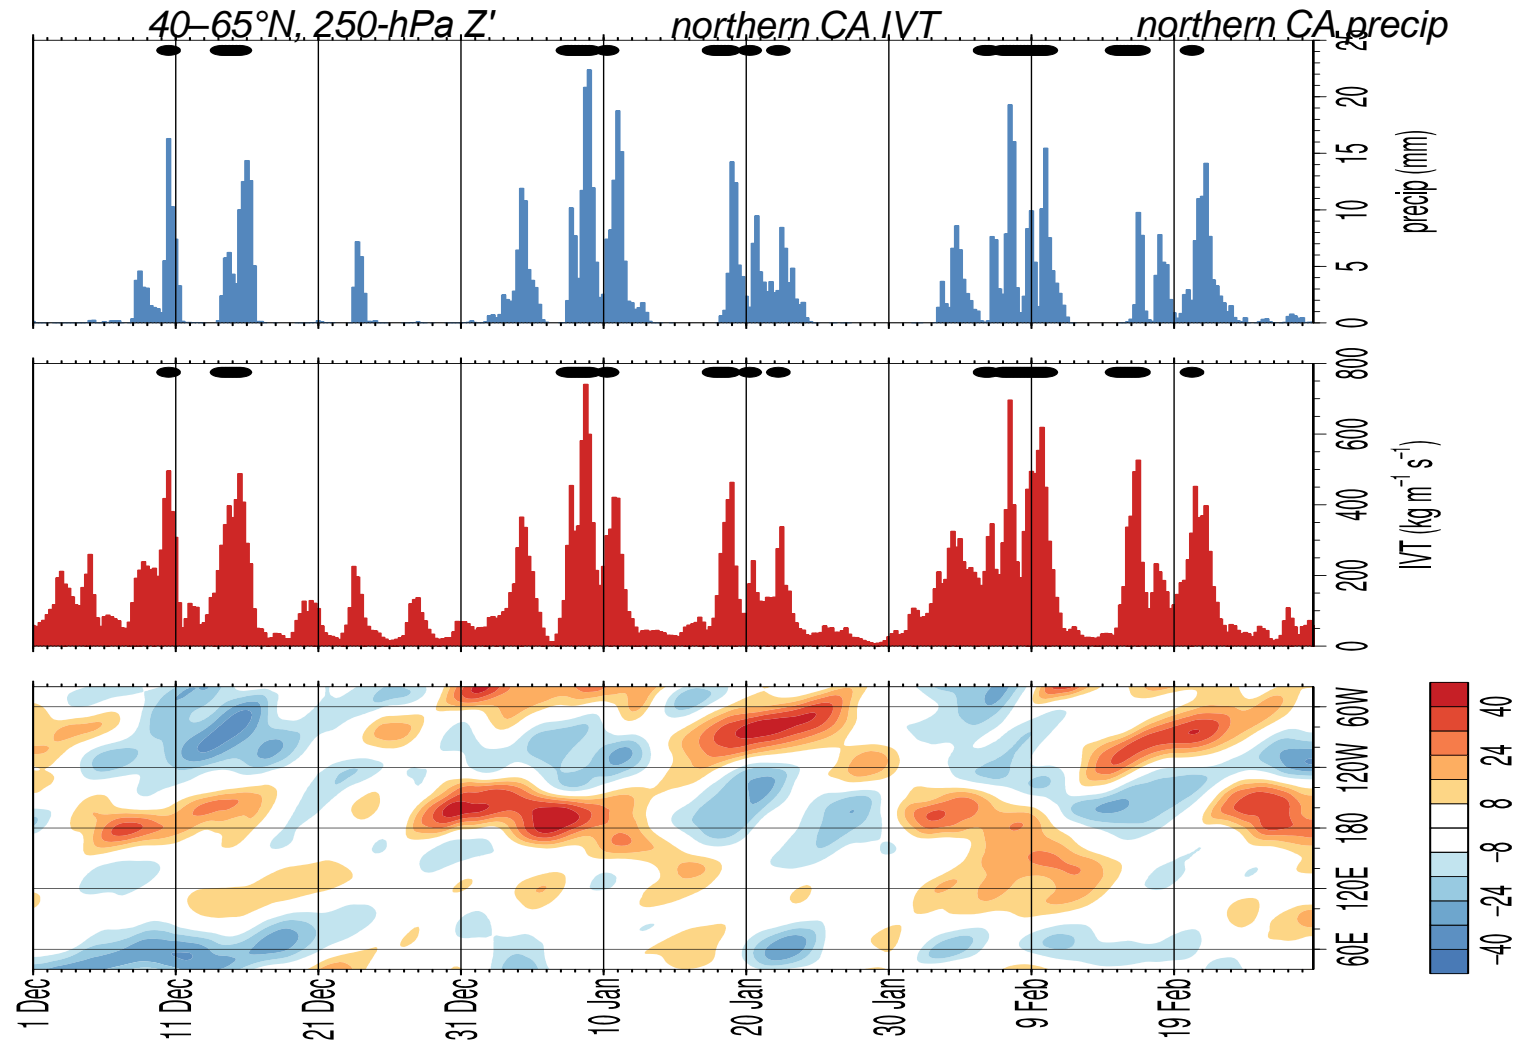 40–65°N, 250-hPa Z' northern CA IVT northern CA precip
25
20
15
10
5
0
precip (mm)
800
600
400
200
0
IVT (kg m⁻¹ s⁻¹)
60W
120W
180
120E
60E
40
24
8
−8
−24
−40
1 Dec 11 Dec 21 Dec 31 Dec 10 Jan 20 Jan 30 Jan 9 Feb 19 Feb